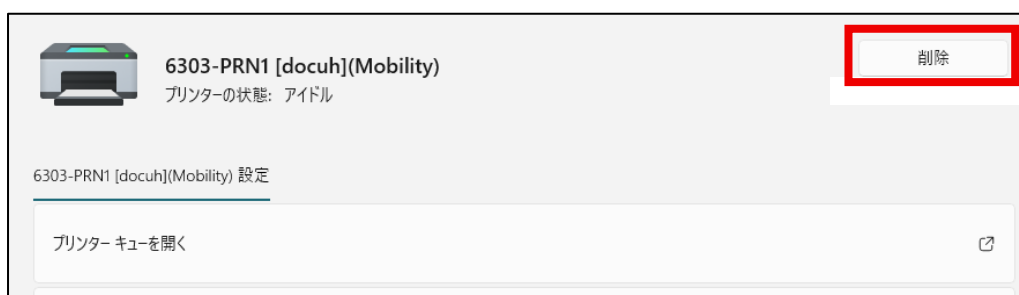 6303-PRN1 [docuh](Mobility)
削除
プリンターの状態: アイドル
6303-PRN1 [docuh](Mobility) 設定
プリンター キューを開く